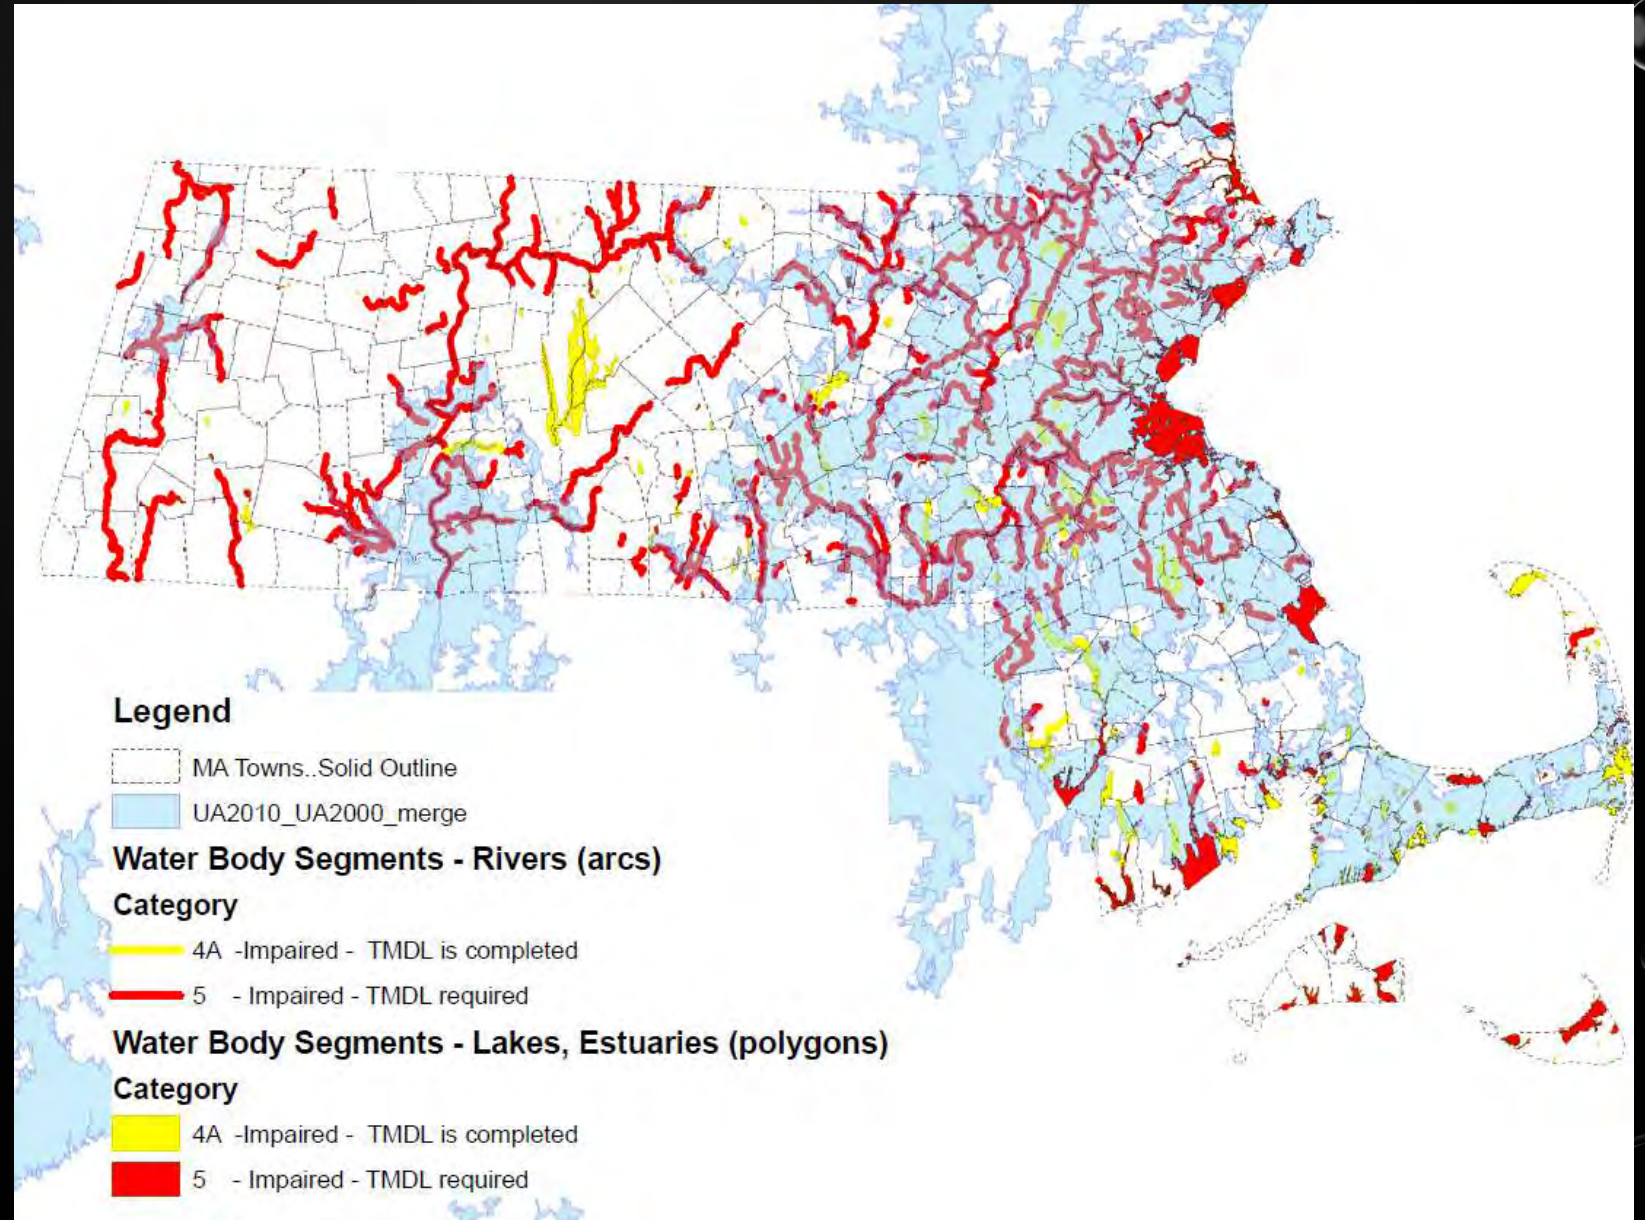 Legend
MA Towns..Solid Outline
UA2010_UA2000_merge
Water Body Segments - Rivers (arcs)
Category
4A -Impaired - TMDL is completed
5 - Impaired - TMDL required
Water Body Segments - Lakes, Estuaries (polygons)
Category
4A -Impaired - TMDL is completed
5 - Impaired - TMDL required